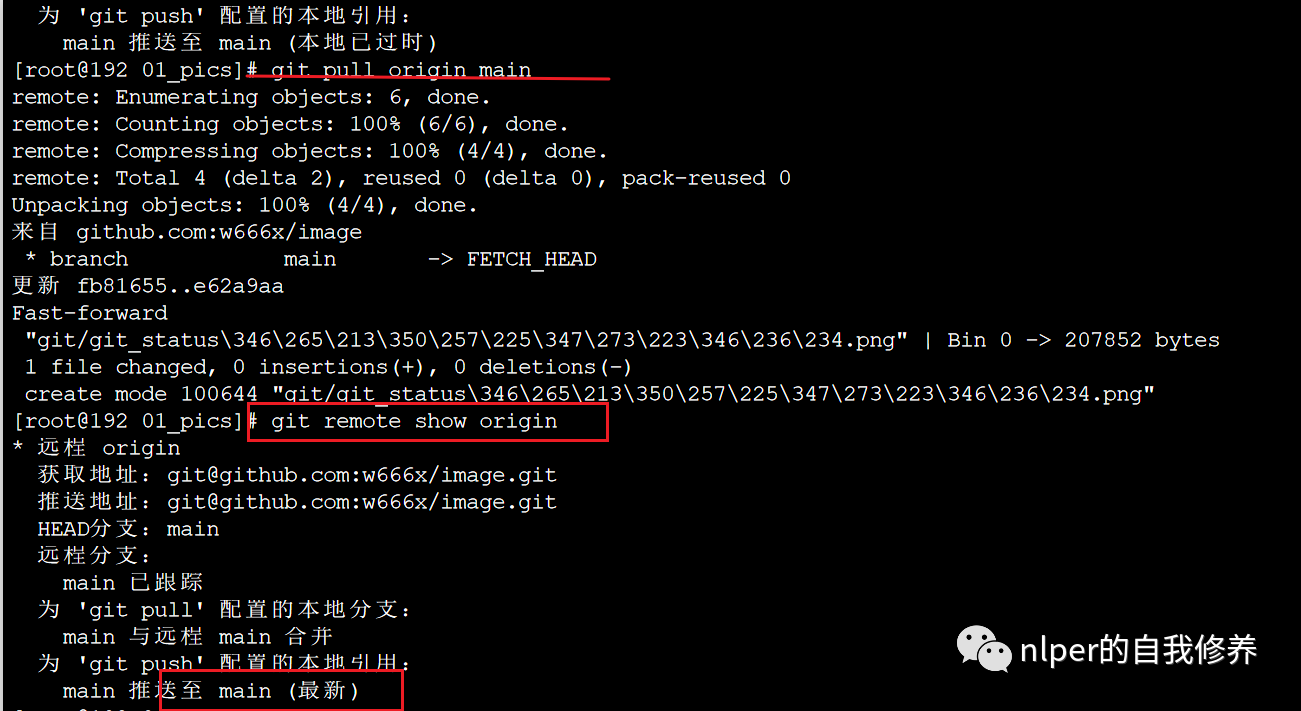 为 'git push' 配置的本地引用：
main 推送至 main (本地已过时)
[root@192 01_pics]# git pull origin main
remote: Enumerating objects: 6, done.
remote: Counting objects: 100% (6/6), done.
remote: Compressing objects: 100% (4/4), done.
remote: Total 4 (delta 2), reused 0 (delta 0), pack-reused 0
Unpacking objects: 100% (4/4), done.
来自 github.com:w666x/image
* branch            main       -> FETCH_HEAD
更新 fb81655..e62a9aa
Fast-forward
"git/git_status\346\265\213\350\257\225\347\273\223\346\236\234.png" | Bin 0 -> 207852 bytes
1 file changed, 0 insertions(+), 0 deletions(-)
create mode 100644 "git/git_status\346\265\213\350\257\225\347\273\223\346\236\234.png"
[root@192 01_pics]# git remote show origin
* 远程 origin
获取地址：git@github.com:w666x/image.git
推送地址：git@github.com:w666x/image.git
HEAD分支：main
远程分支：
main 已跟踪
为 'git pull' 配置的本地分支：
main 与远程 main 合并
为 'git push' 配置的本地引用：
main 推送至 main (最新)
nlper的自我修养